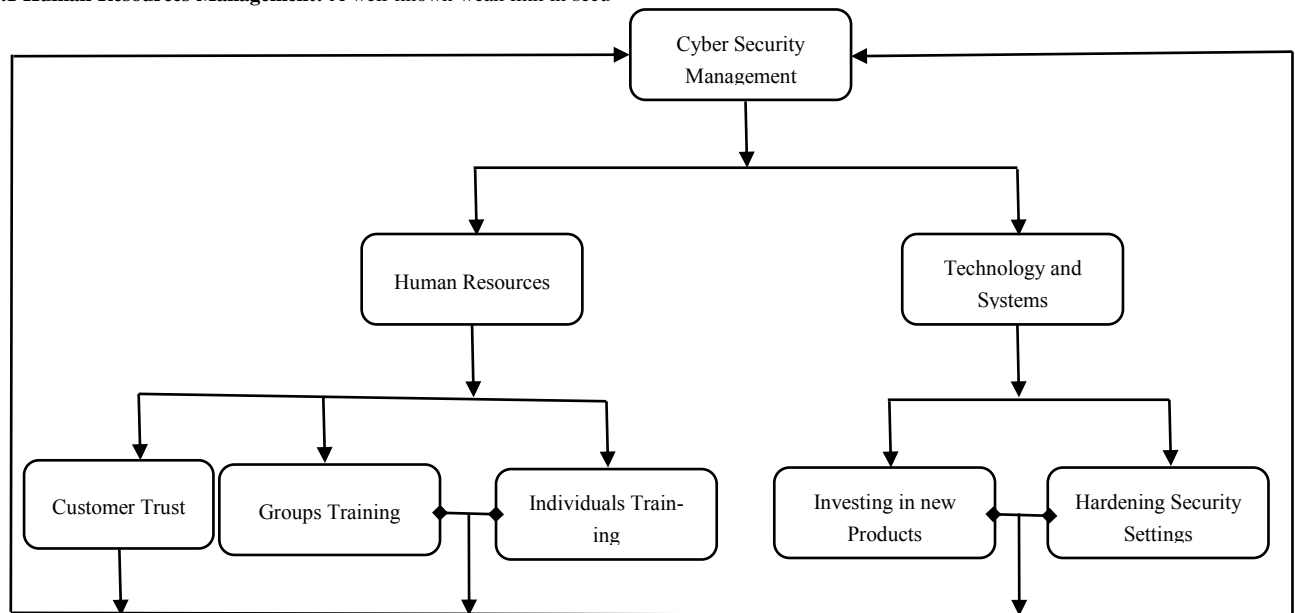 Cyber Security
Management
Human Resources
Technology and
Systems
Customer Trust
Groups Training
Individuals Train-
ing
Investing in new
Products
Hardening Security
Settings